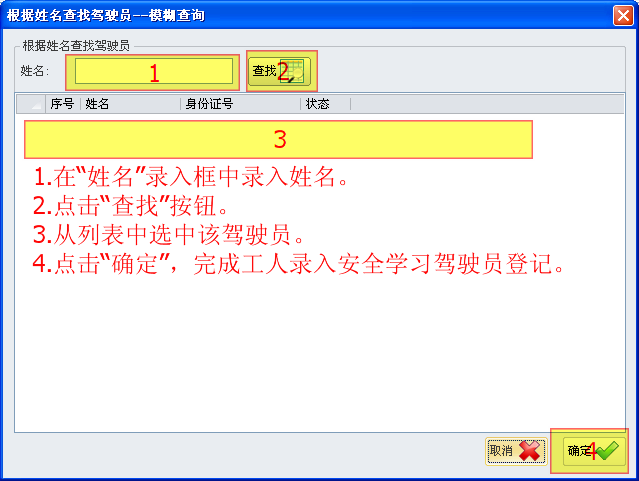 根据姓名查找驾驶员--模糊查询
根据姓名查找驾驶员
姓名: 1 查找 2
序号 姓名 身份证号 状态
3
1.在“姓名”录入框中录入姓名。
2.点击“查找”按钮。
3.从列表中选中该驾驶员。
4.点击“确定”，完成工人录入安全学习驾驶员登记。
取消 确定 4